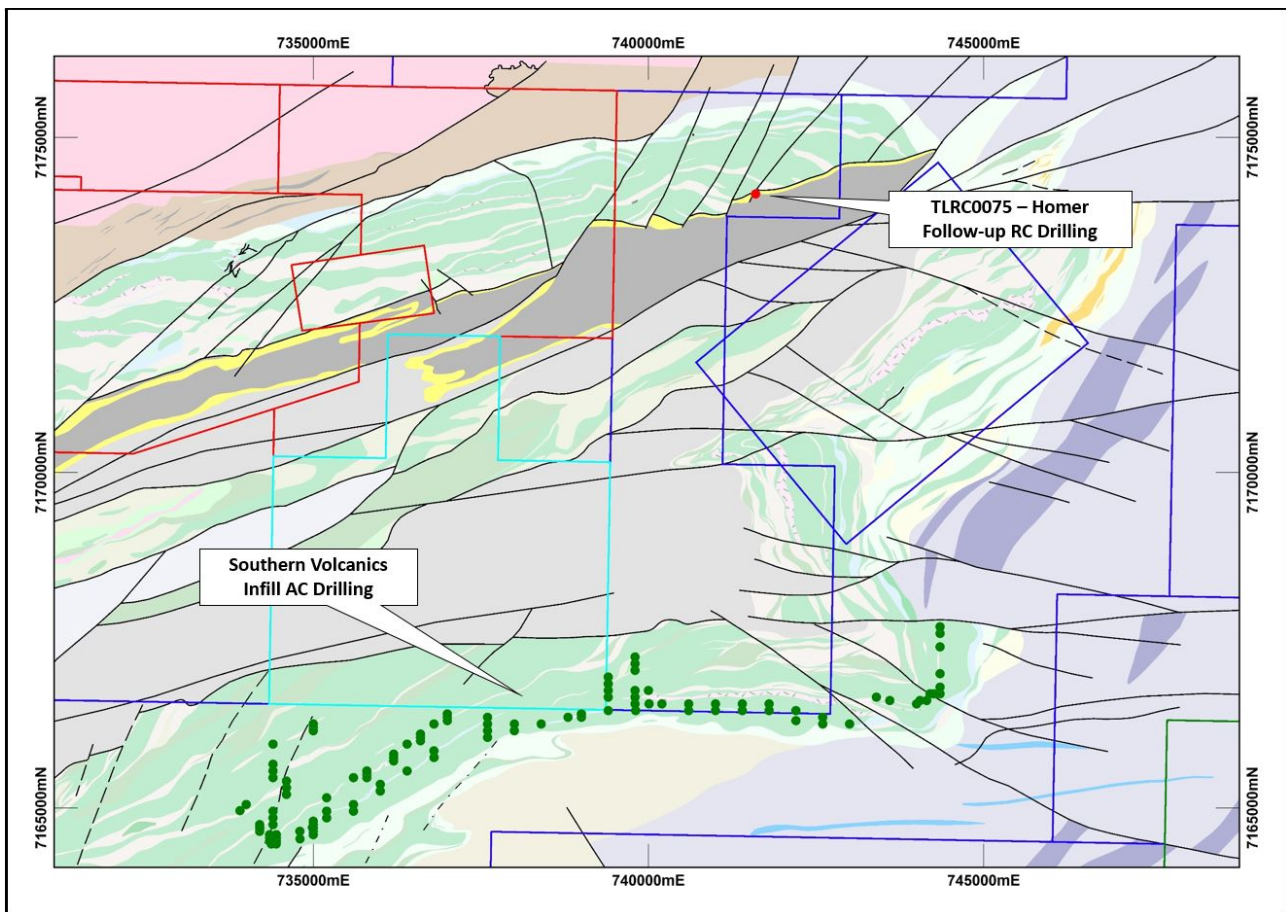 735000mE
740000mE
745000mE
7175000mN
7175000mN
TLRC0075 – Homer
Follow-up RC Drilling
7170000mN
7170000mN
Southern Volcanics
Infill AC Drilling
7165000mN
7165000mN
735000mE
740000mE
745000mE